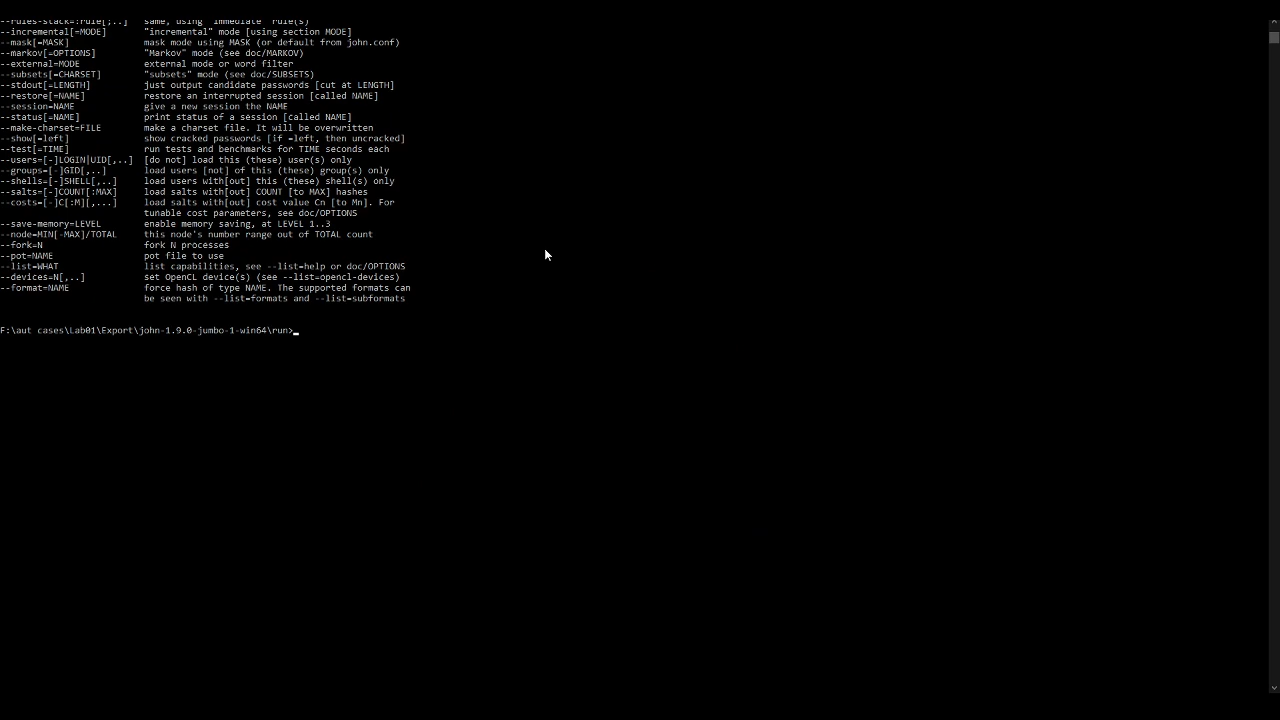 --rules-stack=:rule[;..]   same, using "immediate" rule(s)
--incremental[=MODE]       "incremental" mode [using section MODE]
--mask[=MASK]              mask mode using MASK (or default from john.conf)
--markov[=OPTIONS]         "Markov" mode (see doc/MARKOV)
--external=MODE            external mode or word filter
--subsets[=CHARSET]        "subsets" mode (see doc/SUBSETS)
--stdout[=LENGTH]          just output candidate passwords [cut at LENGTH]
--restore[=NAME]           restore an interrupted session [called NAME]
--session=NAME             give a new session the NAME
--status[=NAME]            print status of a session [called NAME]
--make-charset=FILE        make a charset file. It will be overwritten
--show[=left]              show cracked passwords [if =left, then uncracked]
--test[=TIME]              run tests and benchmarks for TIME seconds each
--users=[-]LOGIN|UID[,..]  [do not] load this (these) user(s) only
--groups=[-]GID[,..]       load users [not] of this (these) group(s) only
--shells=[-]SHELL[,..]     load users with[out] this (these) shell(s) only
--salts=[-]COUNT[:MAX]     load salts with[out] COUNT [to MAX] hashes
--costs=[-]C[:M][,...]     load salts with[out] cost value Cn [to Mn]. For
                           tunable cost parameters, see doc/OPTIONS
--save-memory=LEVEL        enable memory saving, at LEVEL 1..3
--node=MIN[-MAX]/TOTAL     this node's number range out of TOTAL count
--fork=N                   fork N processes
--pot=NAME                 pot file to use
--list=WHAT                list capabilities, see --list=help or doc/OPTIONS
--devices=N[,..]           set OpenCL device(s) (see --list=opencl-devices)
--format=NAME              force hash of type NAME. The supported formats can
                           be seen with --list=formats and --list=subformats
F:\aut cases\Lab01\Export\john-1.9.0-jumbo-1-win64\run>